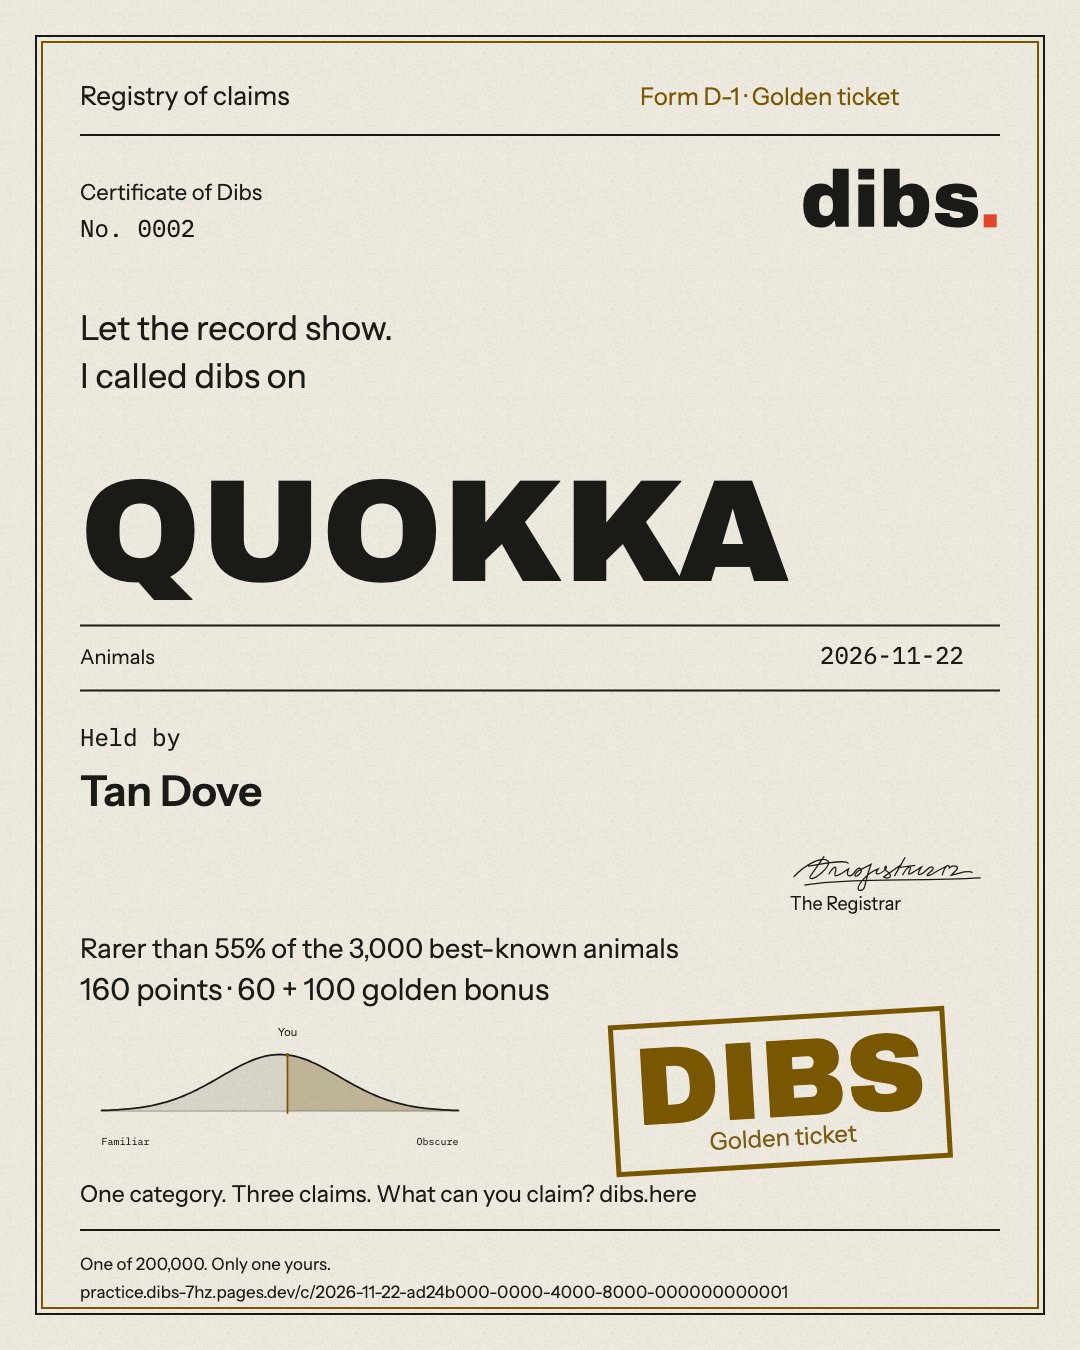 Registry of claims
Form D-1 · Golden ticket
Certificate of Dibs
dibs.
No. 0002
Let the record show.
I called dibs on
QUOKKA
Animals
2026-11-22
Held by
Tan Dove
The Registrar
Rarer than 55% of the 3,000 best-known animals
160 points · 60 + 100 golden bonus
You
Familiar
Obscure
DIBS
Golden ticket
One category. Three claims. What can you claim? dibs.here
One of 200,000. Only one yours.
practice.dibs-7hz.pages.dev/c/2026-11-22-ad24b000-0000-4000-8000-000000000001